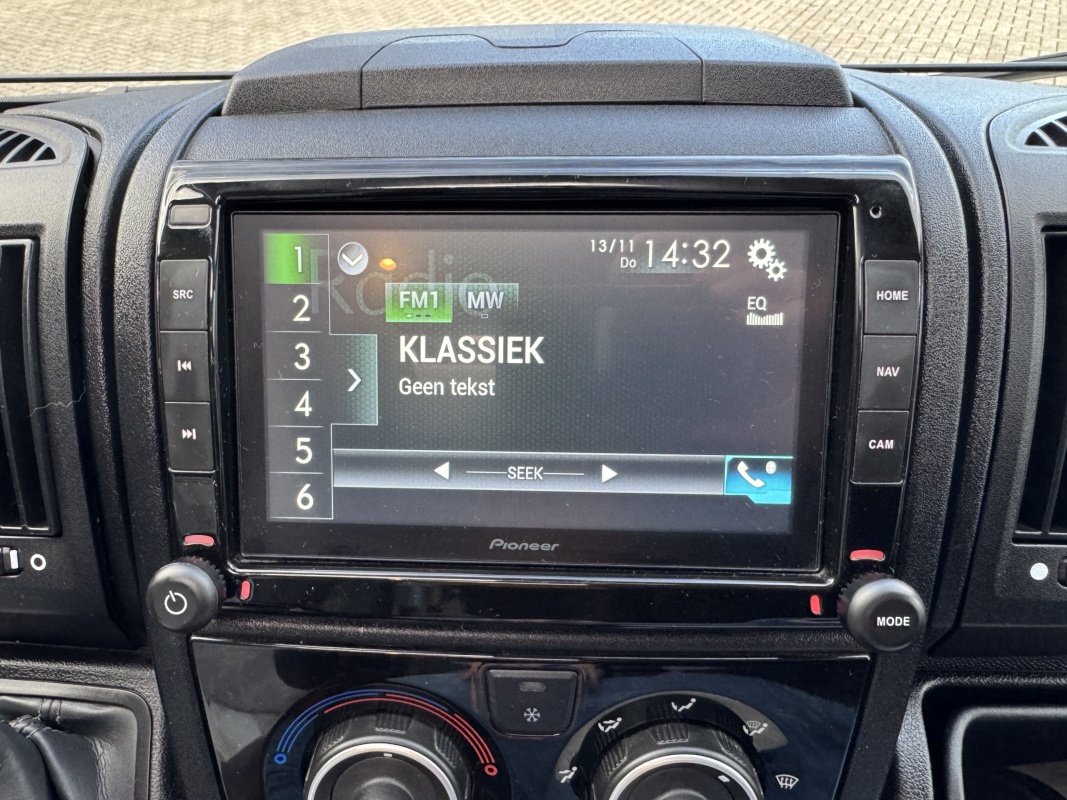 1
2
3
4
5
6
Radio
13/11
Do
14:32
FM1 MW
EQ
KLASSIEK
Geen tekst
SEEK
Pioneer
SRC
HOME
NAV
CAM
MODE